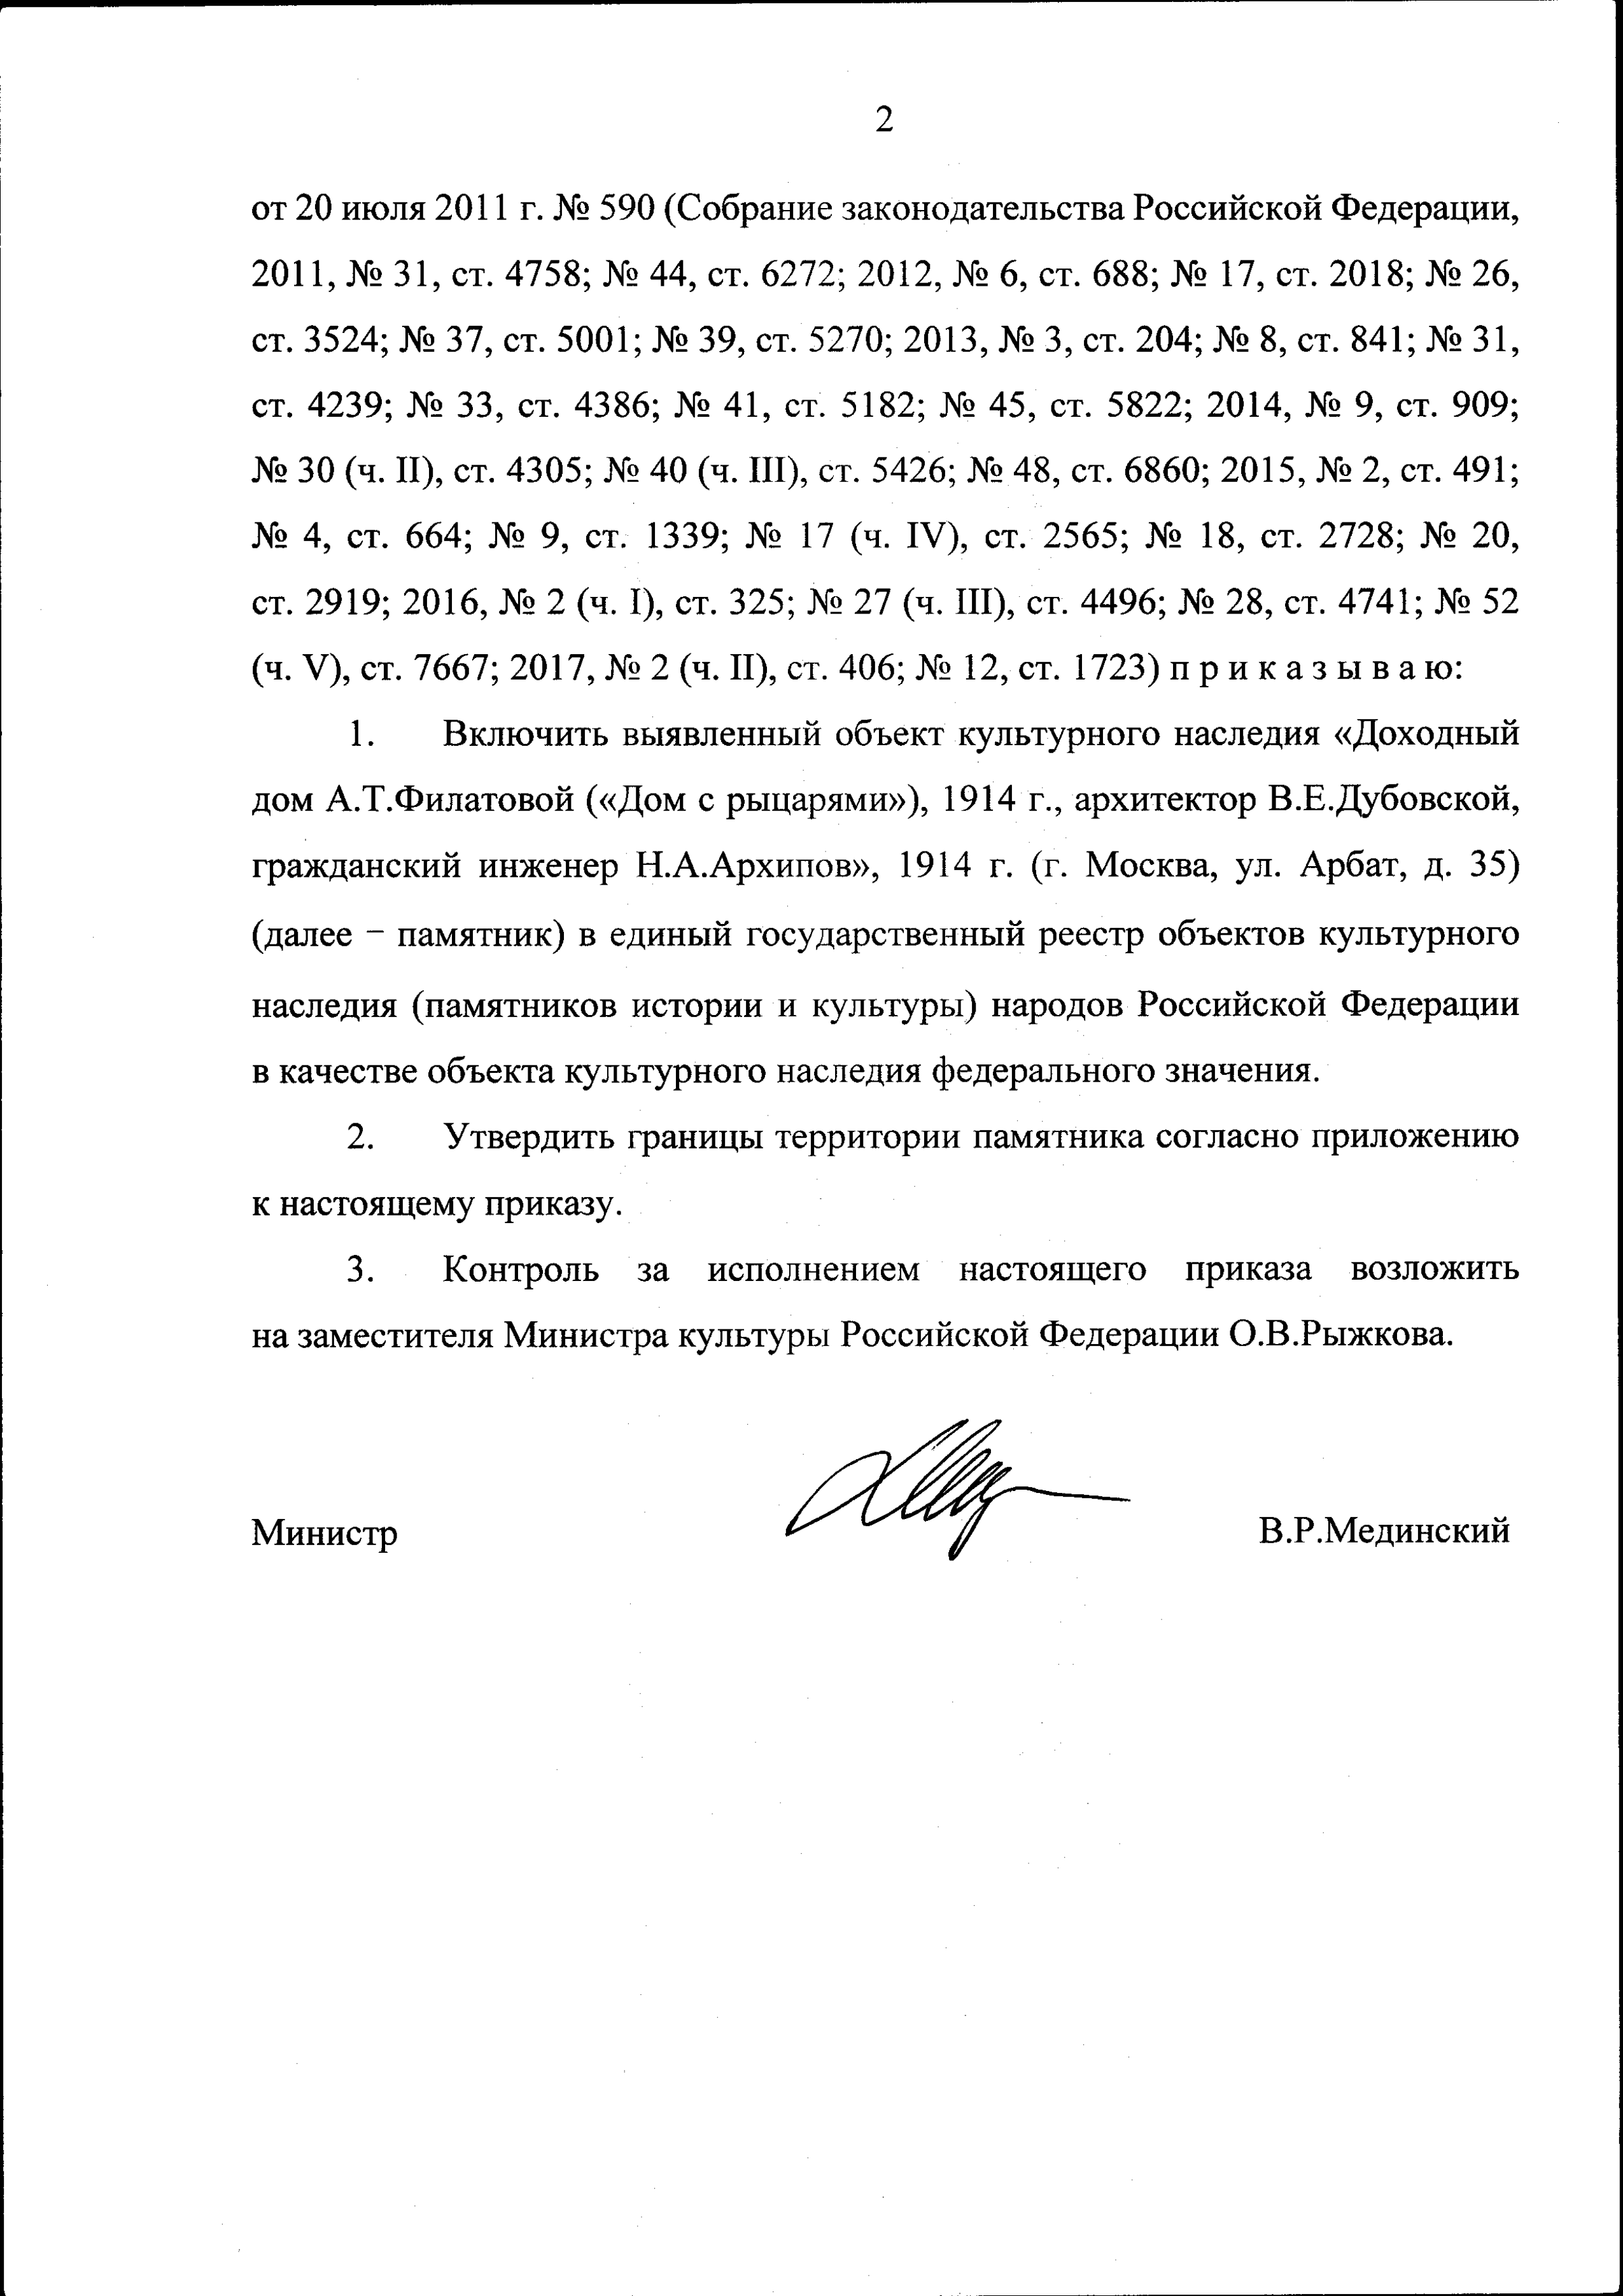 2
от 20 июля 2011 г. № 590 (Собрание законодательства Российской Федерации,
2011, № 31, ст. 4758; № 44, ст. 6272; 2012, № 6, ст. 688; № 17, ст. 2018; № 26,
ст. 3524; № 37, ст. 5001; № 39, ст. 5270; 2013, № 3, ст. 204; № 8, ст. 841; № 31,
ст. 4239; № 33, ст. 4386; № 41, ст. 5182; № 45, ст. 5822; 2014, № 9, ст. 909;
№ 30 (ч. II), ст. 4305; № 40 (ч. III), ст. 5426; № 48, ст. 6860; 2015, № 2, ст. 491;
№ 4, ст. 664; № 9, ст. 1339; № 17 (ч. IV), ст. 2565; № 18, ст. 2728; № 20,
ст. 2919; 2016, № 2 (ч. I), ст. 325; № 27 (ч. III), ст. 4496; № 28, ст. 4741; № 52
(ч. V), ст. 7667; 2017, № 2 (ч. II), ст. 406; № 12, ст. 1723) п р и к а з ы в а ю:
1. Включить выявленный объект культурного наследия «Доходный
дом А.Т.Филатовой («Дом с рыцарями»), 1914 г., архитектор В.Е.Дубовской,
гражданский инженер Н.А.Архипов», 1914 г. (г. Москва, ул. Арбат, д. 35)
(далее – памятник) в единый государственный реестр объектов культурного
наследия (памятников истории и культуры) народов Российской Федерации
в качестве объекта культурного наследия федерального значения.
2. Утвердить границы территории памятника согласно приложению
к настоящему приказу.
3. Контроль за исполнением настоящего приказа возложить
на заместителя Министра культуры Российской Федерации О.В.Рыжкова.
Министр В.Р.Мединский